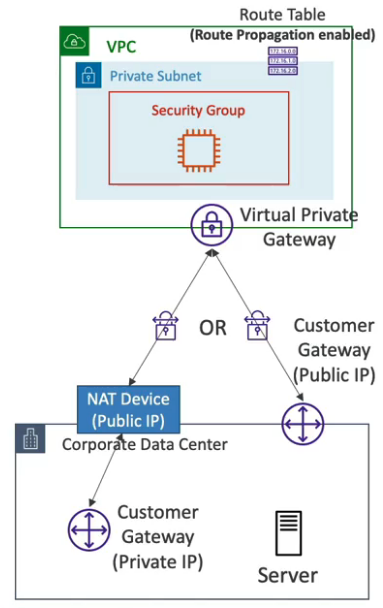 Route Table
(Route Propagation enabled)
172.16.0.0
172.16.1.0
172.16.2.0
VPC
Private Subnet
Security Group
Virtual Private
Gateway
OR
Customer
Gateway
(Public IP)
NAT Device
(Public IP)
Corporate Data Center
Customer
Gateway
(Private IP)
Server